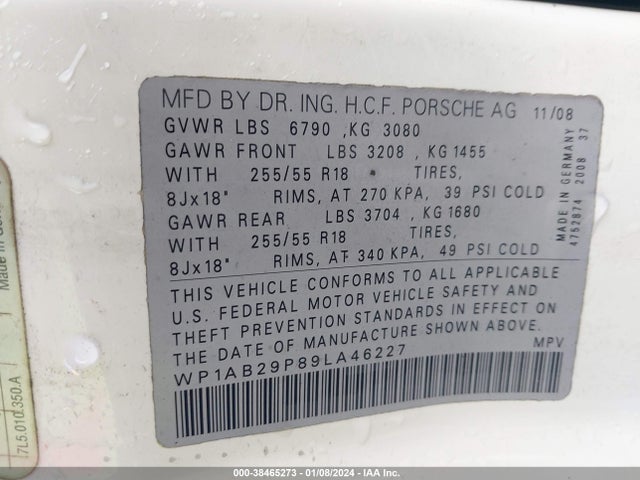 MFD BY DR. ING. H.C.F. PORSCHE AG 11/08
GVWR LBS 6790 ,KG 3080
GAWR FRONT LBS 3208 , KG 1455
WITH 255/55 R18 TIRES,
8Jx18" RIMS, AT 270 KPA, 39 PSI COLD
GAWR REAR LBS 3704 , KG 1680
WITH 255/55 R18 TIRES,
8Jx18" RIMS, AT 340 KPA, 49 PSI COLD
THIS VEHICLE CONFORMS TO ALL APPLICABLE
U.S. FEDERAL MOTOR VEHICLE SAFETY AND
THEFT PREVENTION STANDARDS IN EFFECT ON
THE DATE OF MANUFACTURE SHOWN ABOVE.
WP1AB29P89LA46227 MPV
MADE IN GERMANY
4752874 2008 37
Made in
7L5.010.350.A
000-38465273 - 01/08/2024 - IAA Inc.